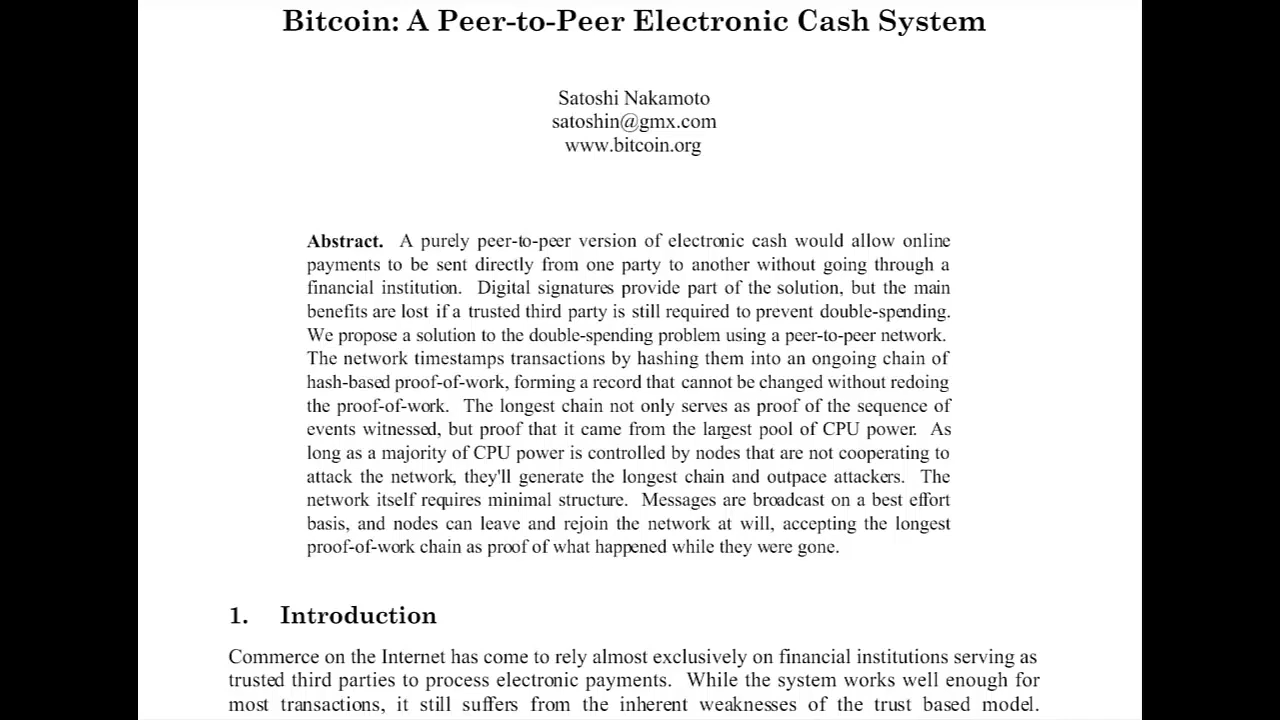 Bitcoin: A Peer-to-Peer Electronic Cash System
Satoshi Nakamoto
satoshin@gmx.com
www.bitcoin.org
Abstract. A purely peer-to-peer version of electronic cash would allow online
payments to be sent directly from one party to another without going through a
financial institution. Digital signatures provide part of the solution, but the main
benefits are lost if a trusted third party is still required to prevent double-spending.
We propose a solution to the double-spending problem using a peer-to-peer network.
The network timestamps transactions by hashing them into an ongoing chain of
hash-based proof-of-work, forming a record that cannot be changed without redoing
the proof-of-work. The longest chain not only serves as proof of the sequence of
events witnessed, but proof that it came from the largest pool of CPU power. As
long as a majority of CPU power is controlled by nodes that are not cooperating to
attack the network, they'll generate the longest chain and outpace attackers. The
network itself requires minimal structure. Messages are broadcast on a best effort
basis, and nodes can leave and rejoin the network at will, accepting the longest
proof-of-work chain as proof of what happened while they were gone.
1. Introduction
Commerce on the Internet has come to rely almost exclusively on financial institutions serving as
trusted third parties to process electronic payments. While the system works well enough for
most transactions, it still suffers from the inherent weaknesses of the trust based model.